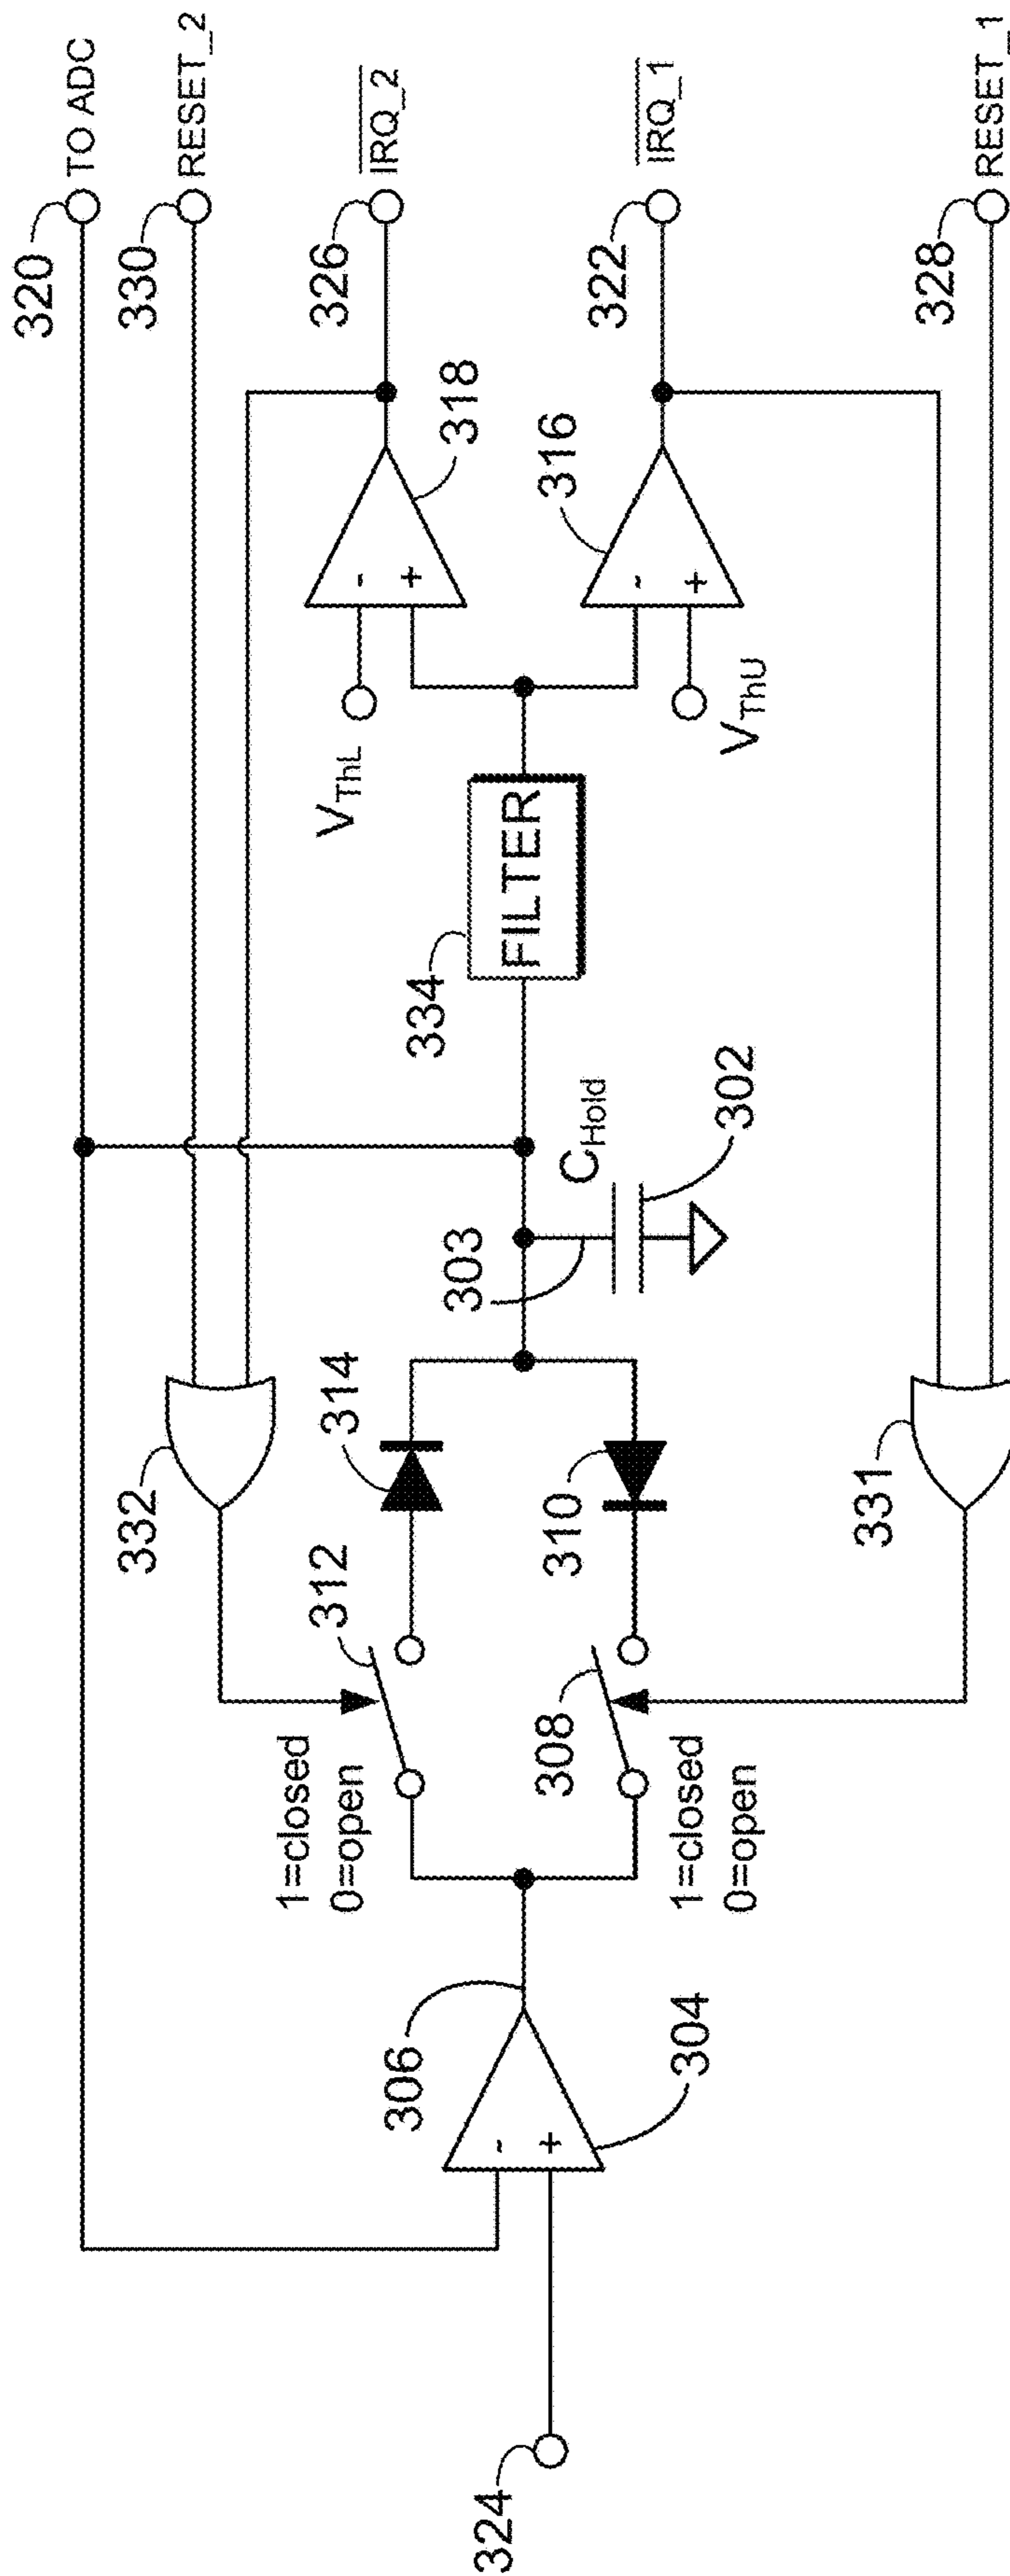 320
TO ADC
330
RESET_2
326
IRQ_2
318
-
+
V_ThL
332
314
312
1=closed
0=open
334
FILTER
316
-
+
V_ThU
322
IRQ_1
303
C_Hold
302
310
308
1=closed
0=open
331
328
RESET_1
306
-
+
304
324